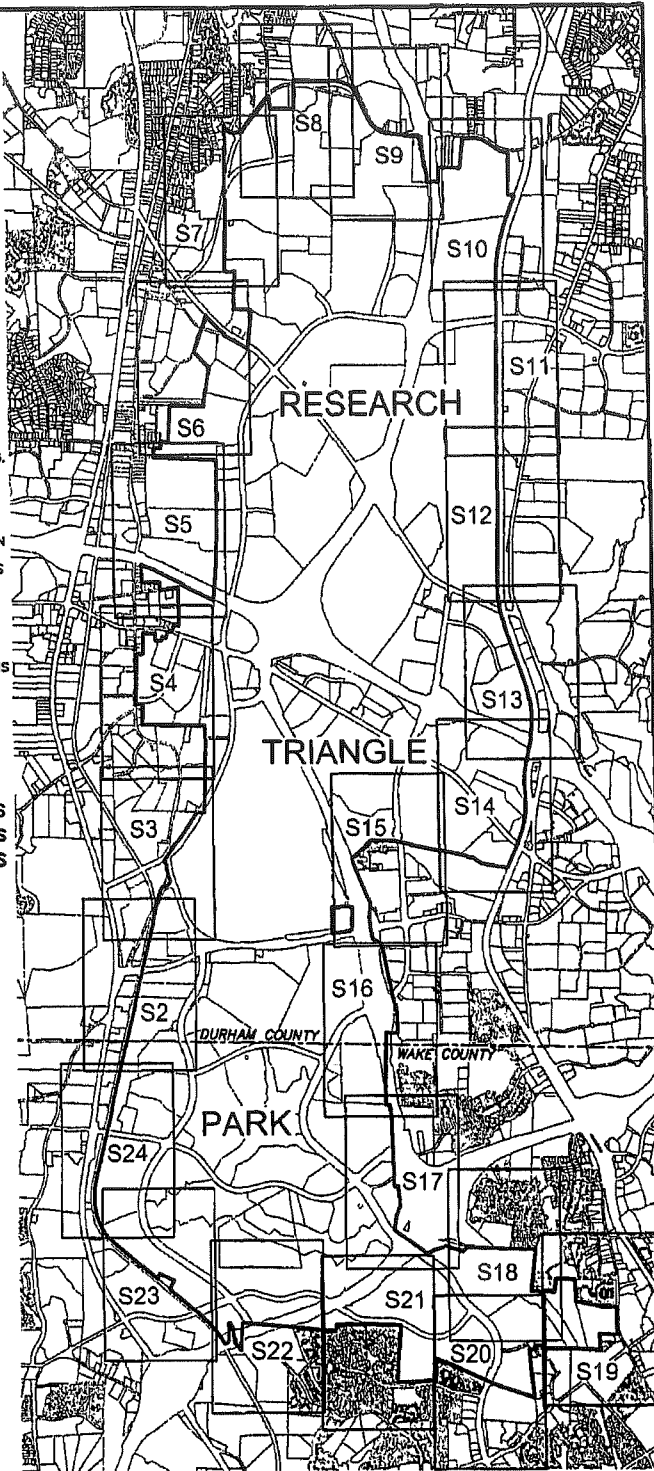 S8
S9
S7
S10
S11
RESEARCH
S6
S5
S12
S4
S13
TRIANGLE
S3
S15
S14
S16
S2
DURHAM COUNTY
WAKE COUNTY
PARK
S24
S17
S18
S23
S21
S22
S20
S19
S
S
S
S
S